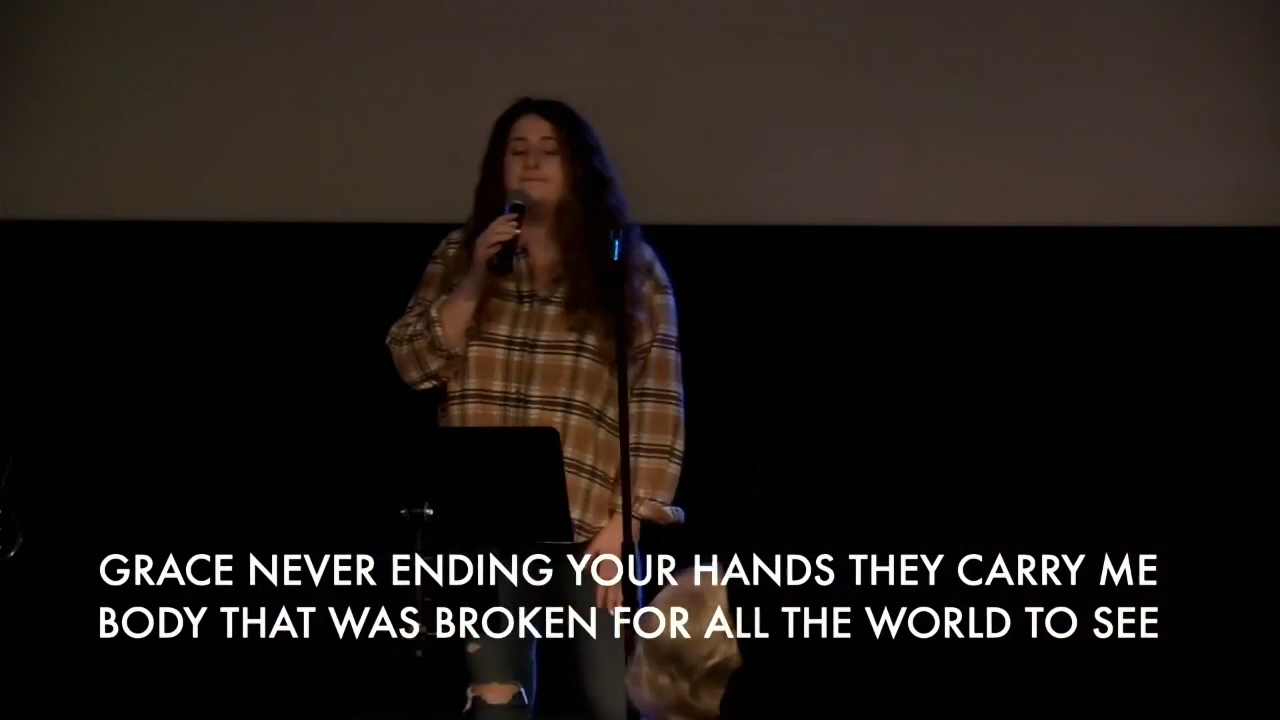 GRACE NEVER ENDING YOUR HANDS THEY CARRY ME
BODY THAT WAS BROKEN FOR ALL THE WORLD TO SEE